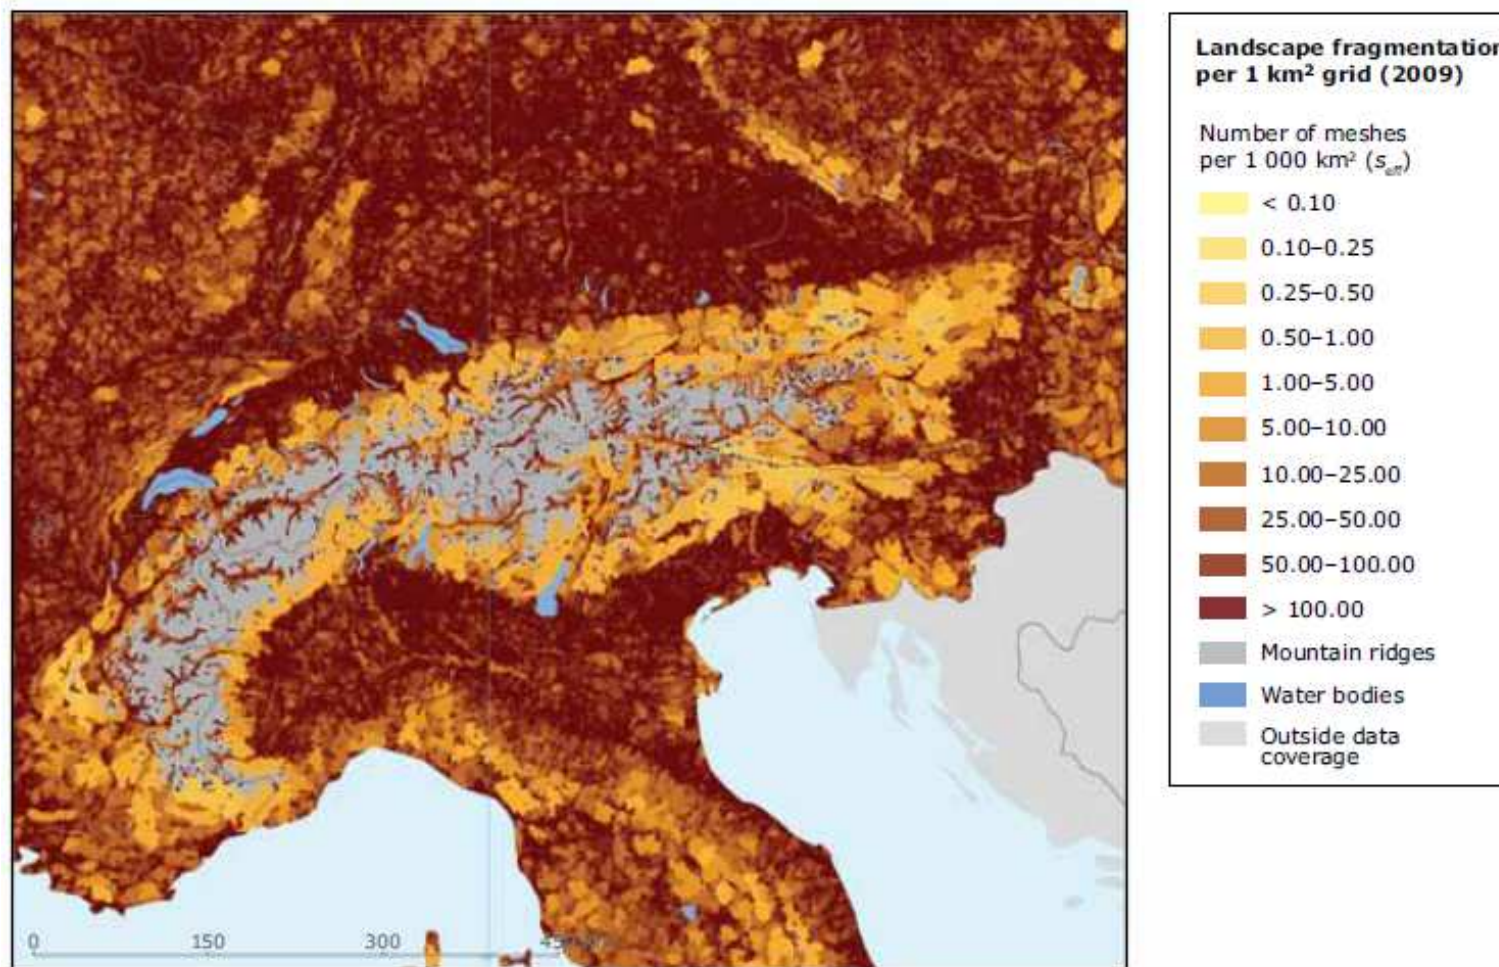 Landscape fragmentation
per 1 km² grid (2009)
Number of meshes
per 1 000 km² (s_eff)
< 0.10
0.10–0.25
0.25–0.50
0.50–1.00
1.00–5.00
5.00–10.00
10.00–25.00
25.00–50.00
50.00–100.00
> 100.00
Mountain ridges
Water bodies
Outside data
coverage
0 150 300